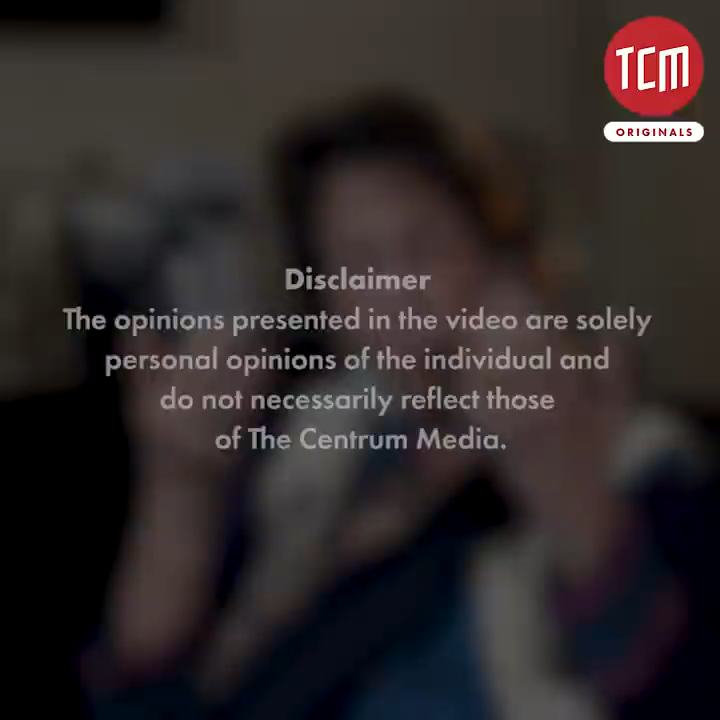 TCM
ORIGINALS
Disclaimer
The opinions presented in the video are solely
personal opinions of the individual and
do not necessarily reflect those
of The Centrum Media.